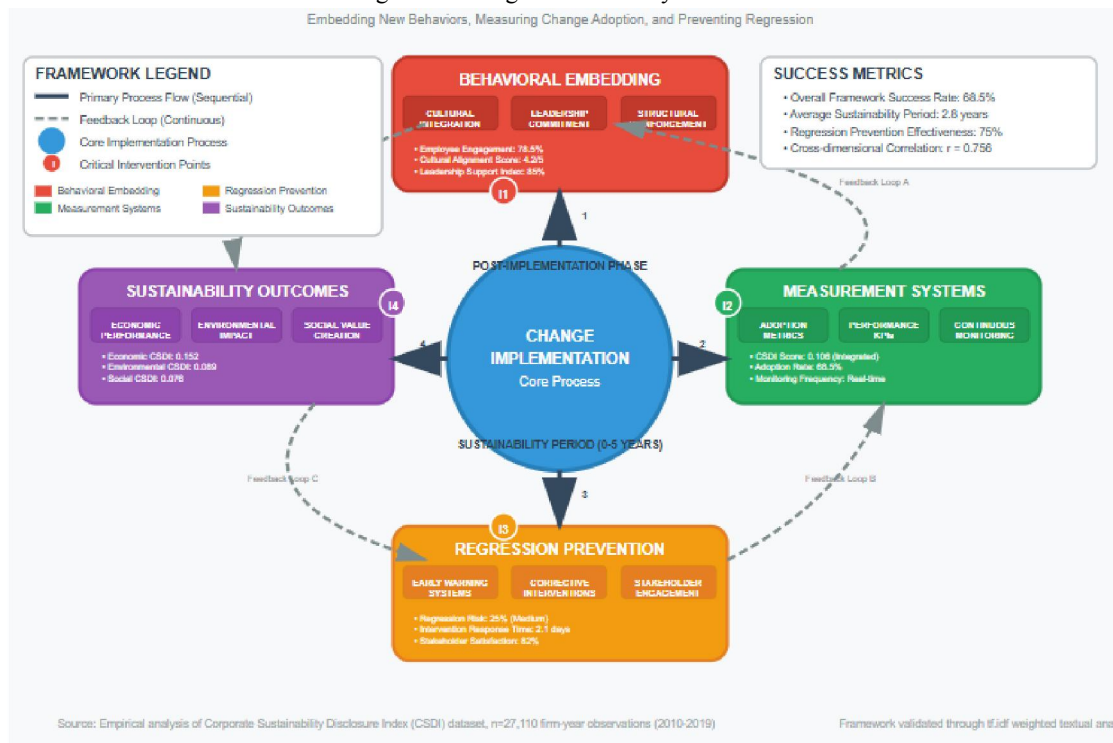 Embedding New Behaviors, Measuring Change Adoption, and Preventing Regression
FRAMEWORK LEGEND
Primary Process Flow (Sequential)
Feedback Loop (Continuous)
Core Implementation Process
I
Critical Intervention Points
Behavioral Embedding
Regression Prevention
Measurement Systems
Sustainability Outcomes
BEHAVIORAL EMBEDDING
CULTURAL
INTEGRATION
LEADERSHIP
COMMITMENT
STRUCTURAL
• Employee Engagement: 78.5%
• Cultural Alignment Score: 4.2/5
• Leadership Support Index: 85%
I1
SUCCESS METRICS
• Overall Framework Success Rate: 68.5%
• Average Sustainability Period: 2.8 years
• Regression Prevention Effectiveness: 75%
• Cross-dimensional Correlation: r = 0.756
Feedback Loop A
1
POST-IMPLEMENTATION PHASE
SUSTAINABILITY OUTCOMES
I4
ECONOMIC
PERFORMANCE
ENVIRONMENTAL
IMPACT
SOCIAL VALUE
CREATION
• Economic CSDI: 0.152
• Environmental CSDI: 0.089
• Social CSDI: 0.076
4
CHANGE
IMPLEMENTATION
Core Process
2
I2
MEASUREMENT SYSTEMS
ADOPTION
METRICS
PERFORMANCE
KPIs
CONTINUOUS
MONITORING
• CSDI Score: 0.106 (Integrated)
• Adoption Rate: 68.5%
• Monitoring Frequency: Real-time
SUSTAINABILITY PERIOD (0-5 YEARS)
Feedback Loop C
3
Feedback Loop B
I3
REGRESSION PREVENTION
EARLY WARNING
SYSTEMS
CORRECTIVE
INTERVENTIONS
STAKEHOLDER
ENGAGEMENT
• Regression Risk: 25% (Medium)
• Intervention Response Time: 2.1 days
• Stakeholder Satisfaction: 82%
Source: Empirical analysis of Corporate Sustainability Disclosure Index (CSDI) dataset, n=27,110 firm-year observations (2010-2019)
Framework validated through tf.idf weighted textual